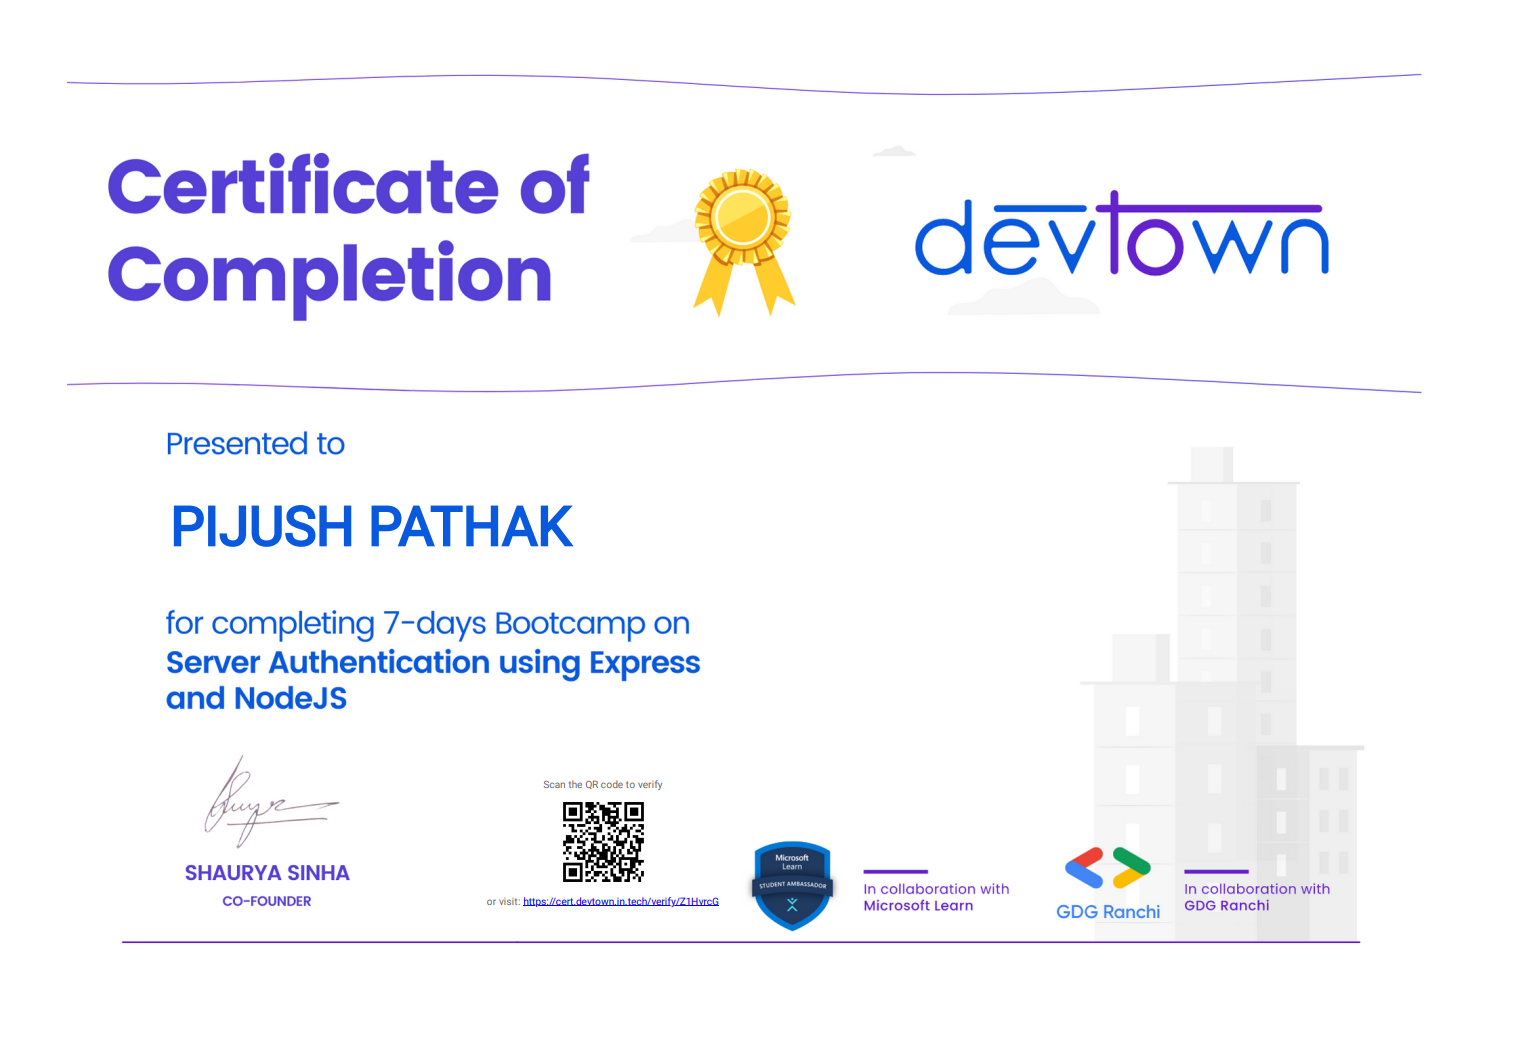 Certificate of
Completion
devtown
Presented to
PIJUSH PATHAK
for completing 7-days Bootcamp on
Server Authentication using Express
and NodeJS
SHAURYA SINHA
CO-FOUNDER
Scan the QR code to verify
or visit: https://cert.devtown.in.tech/verify/Z1HvrcG
Microsoft
Learn
STUDENT AMBASSADOR
In collaboration with
Microsoft Learn
GDG Ranchi
In collaboration with
GDG Ranchi